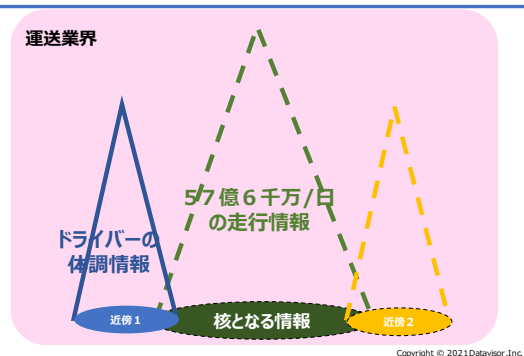 運送業界
57億6千万/日
の走行情報
ドライバーの
体調情報
近傍1
核となる情報
近傍2
Copyright © 2021Datavisor.Inc.